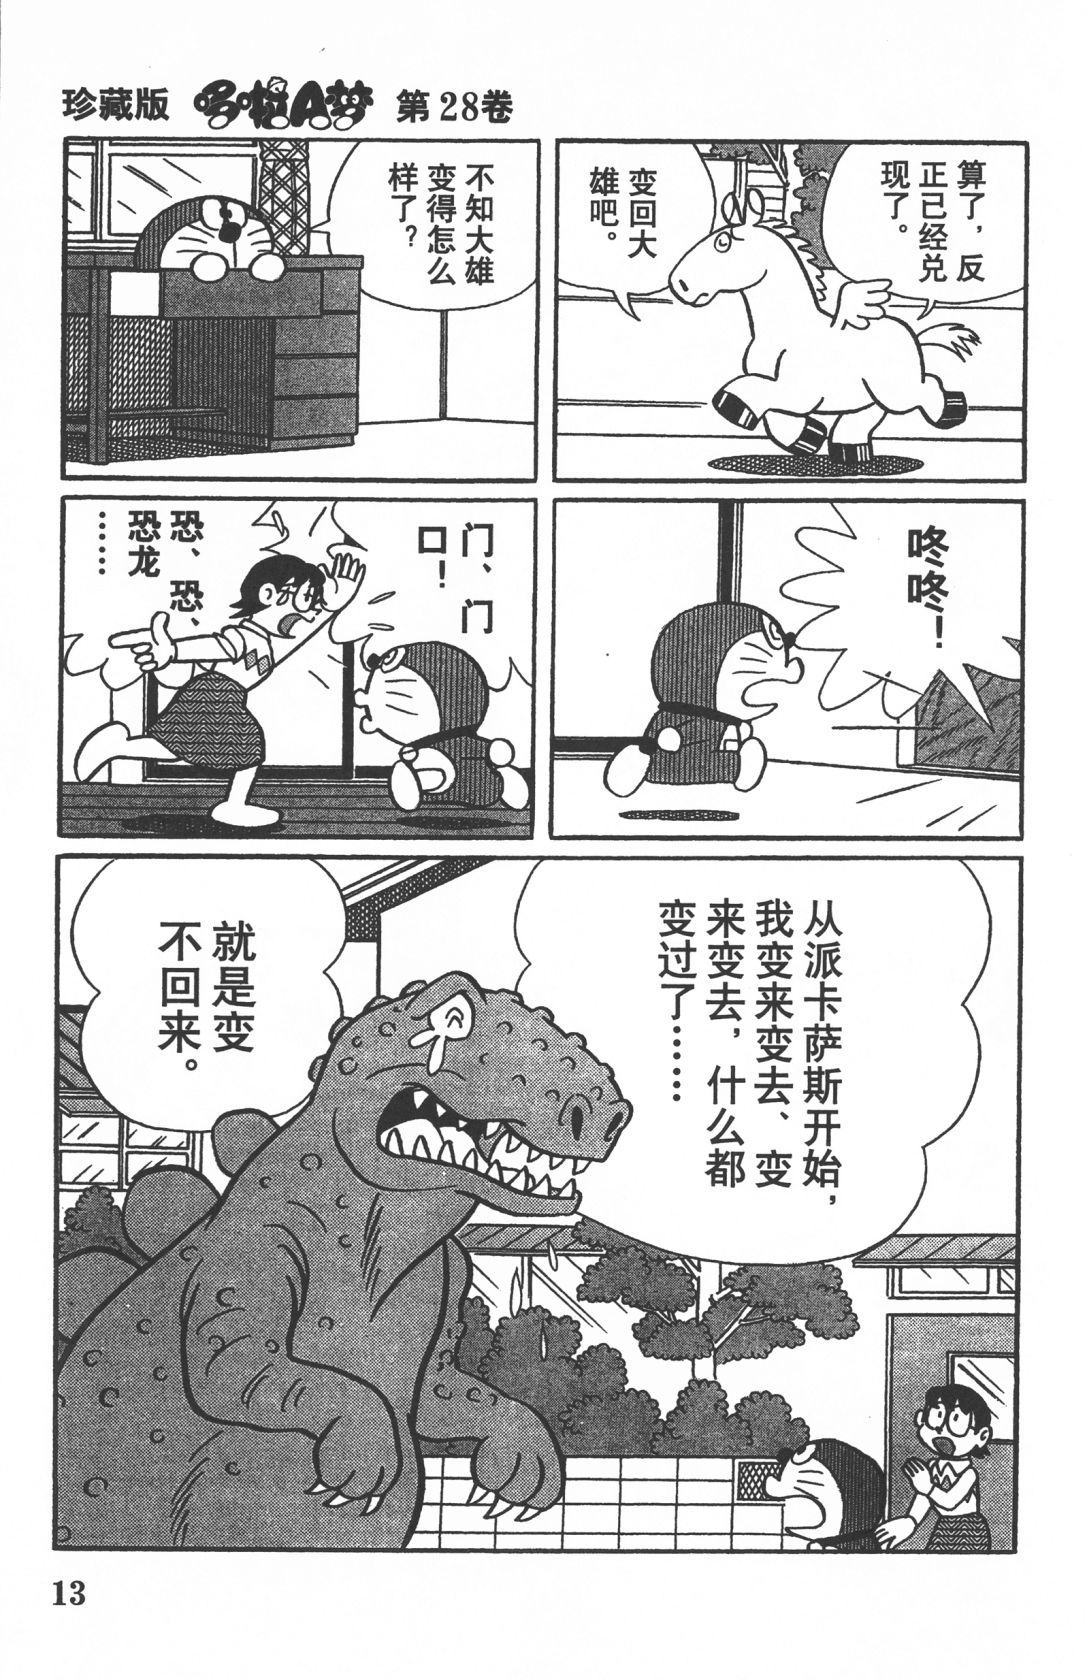 珍藏版 哆啦A梦 第28卷
算了，反
正已经兑
现了。
变回大
雄吧。
不知大雄
变得怎么
样了？
咚咚！
门、门
口！
恐、恐、
恐龙
……
从派卡萨斯开始，
我变来变去、变
来变去，什么都
变过了……
就是变
不回来。
13